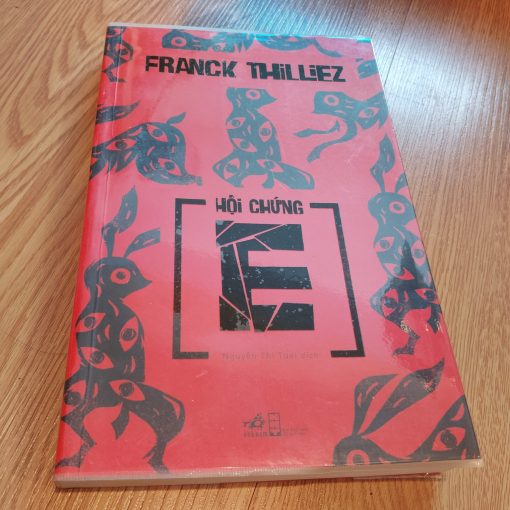 FRANCK THILLIEZ
HỘI CHỨNG
E
Nguyễn Thị Tươi dịch